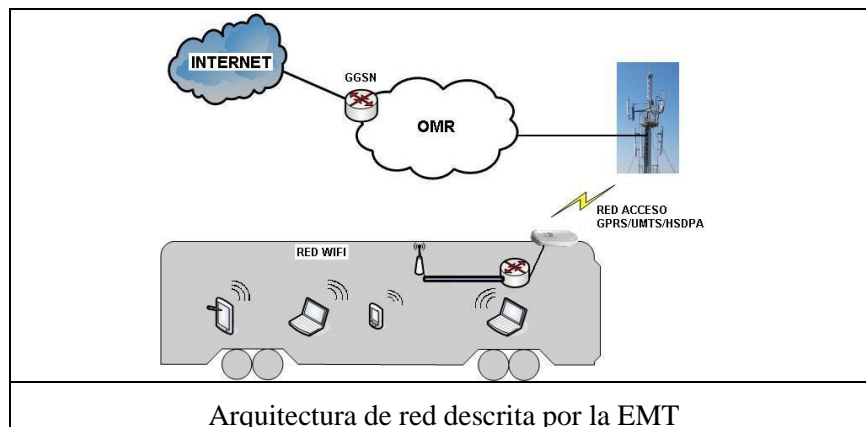 INTERNET
GGSN
OMR
RED ACCESO
GPRS/UMTS/HSDPA
RED WIFI
Arquitectura de red descrita por la EMT